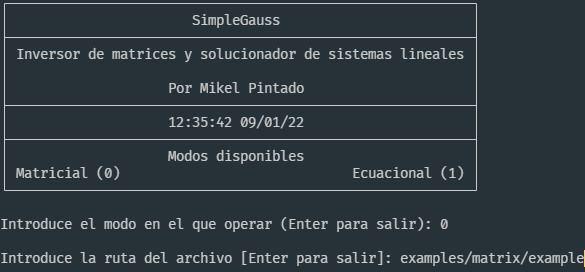 SimpleGauss
Inversor de matrices y solucionador de sistemas lineales
Por Mikel Pintado
12:35:42 09/01/22
Modos disponibles
Matricial (0) Ecuacional (1)
Introduce el modo en el que operar (Enter para salir): 0
Introduce la ruta del archivo [Enter para salir]: examples/matrix/example